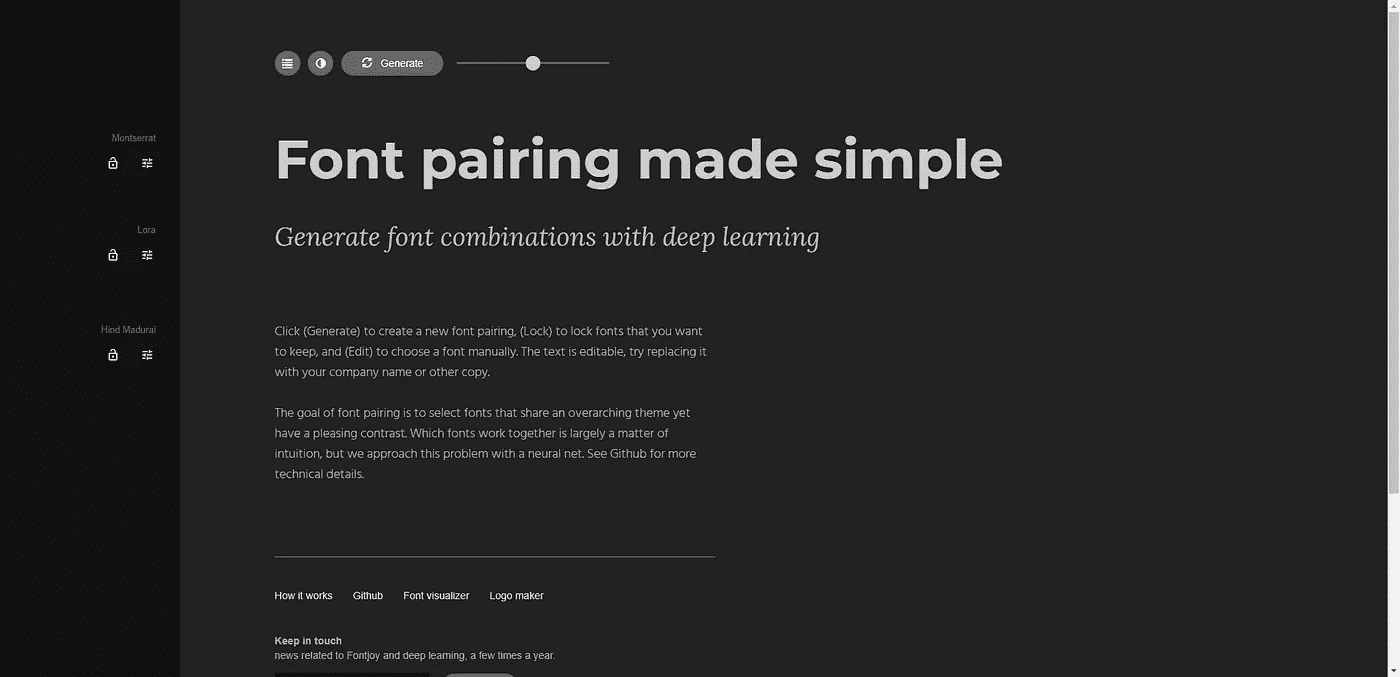 Generate
Montserrat
Font pairing made simple
Lora
Generate font combinations with deep learning
Hind Madurai
Click (Generate) to create a new font pairing, (Lock) to lock fonts that you want
to keep, and (Edit) to choose a font manually. The text is editable, try replacing it
with your company name or other copy.
The goal of font pairing is to select fonts that share an overarching theme yet
have a pleasing contrast. Which fonts work together is largely a matter of
intuition, but we approach this problem with a neural net. See Github for more
technical details.
How it works Github Font visualizer Logo maker
Keep in touch
news related to Fontjoy and deep learning, a few times a year.